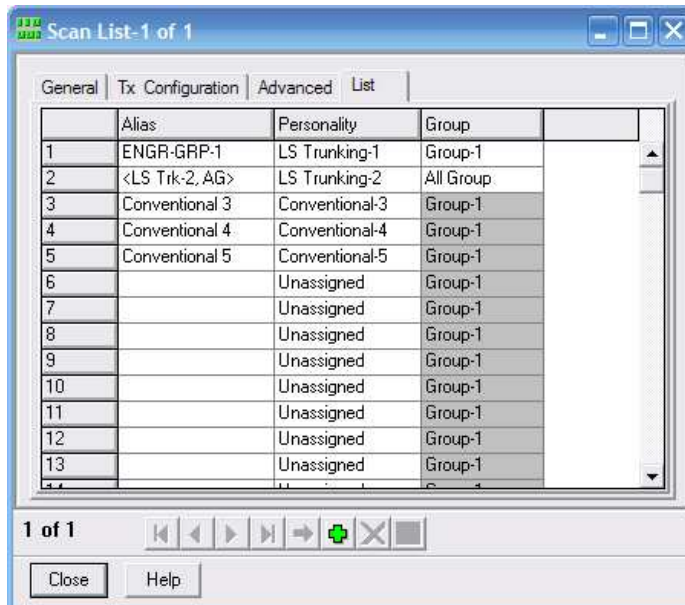 Scan List-1 of 1
General Tx Configuration Advanced List
Alias Personality Group
1 ENGR-GRP-1 LS Trunking-1 Group-1
2 <LS Trk-2, AG> LS Trunking-2 All Group
3 Conventional 3 Conventional-3 Group-1
4 Conventional 4 Conventional-4 Group-1
5 Conventional 5 Conventional-5 Group-1
6 Unassigned Group-1
7 Unassigned Group-1
8 Unassigned Group-1
9 Unassigned Group-1
10 Unassigned Group-1
11 Unassigned Group-1
12 Unassigned Group-1
13 Unassigned Group-1
1 of 1
Close Help